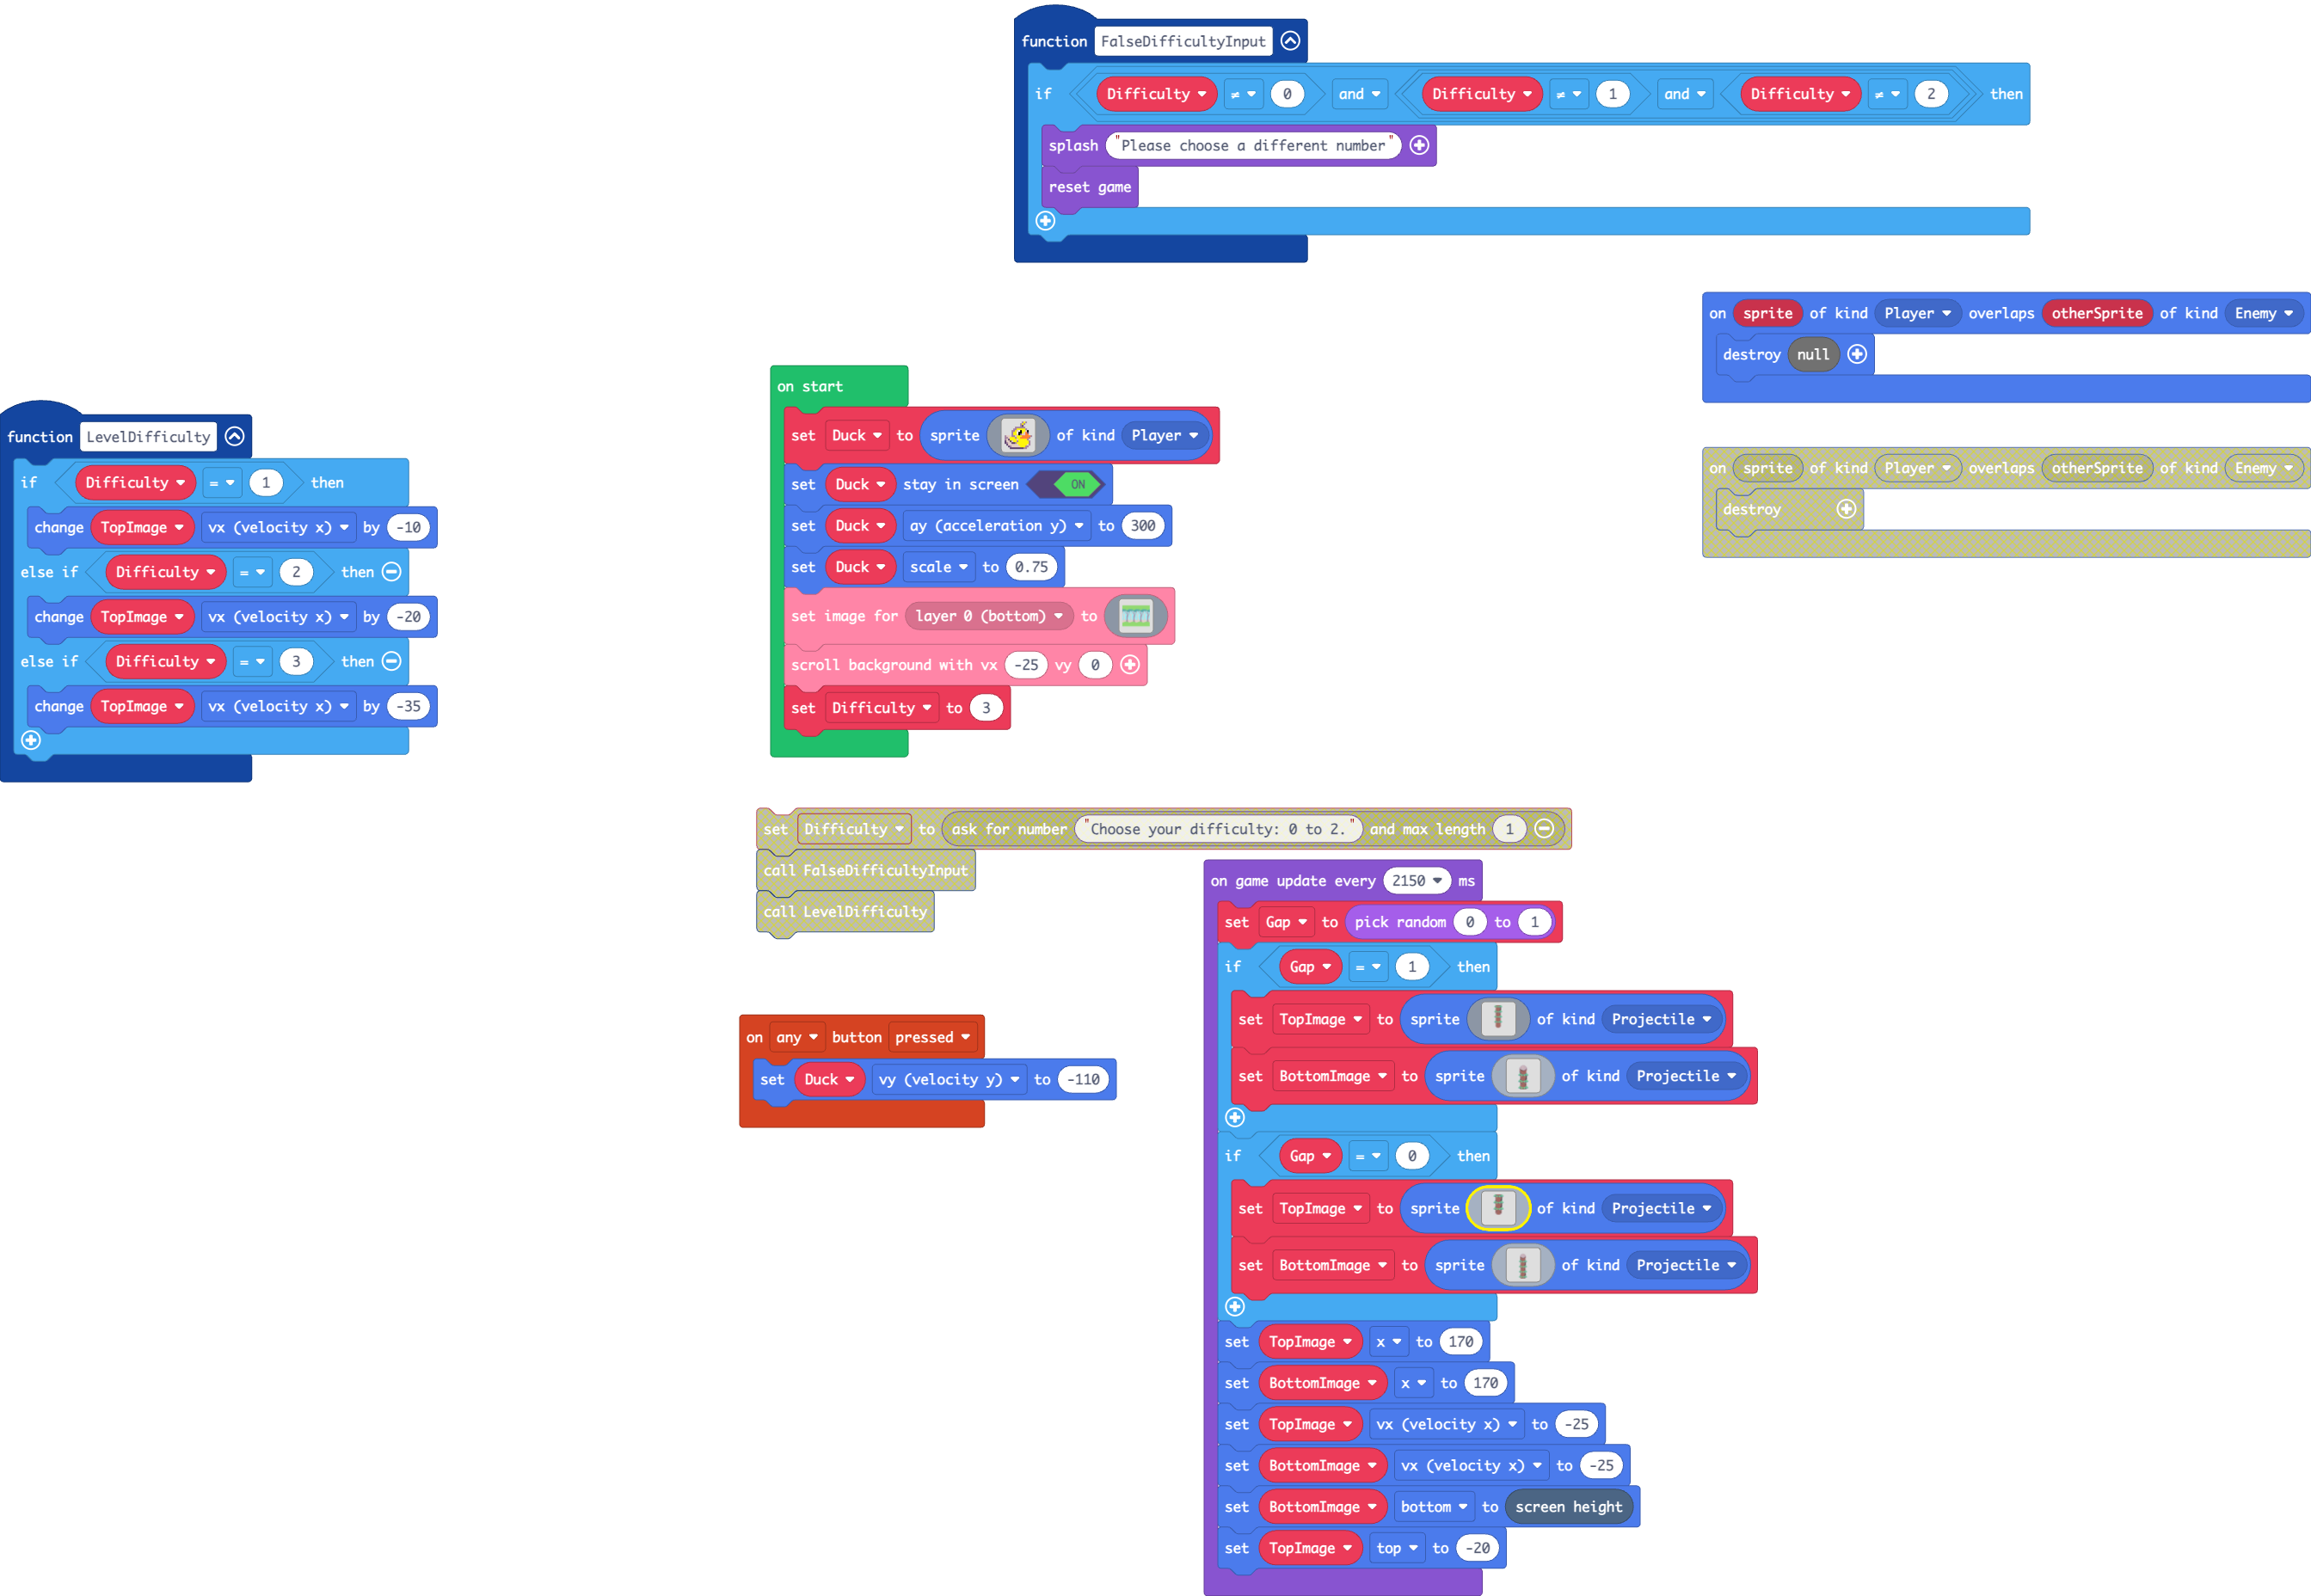 function FalseDifficultyInput
if Difficulty ≠ 0 and Difficulty ≠ 1 and Difficulty ≠ 2 then
splash "Please choose a different number"
reset game
on sprite of kind Player overlaps otherSprite of kind Enemy
destroy null
on sprite of kind Player overlaps otherSprite of kind Enemy
destroy
function LevelDifficulty
if Difficulty = 1 then
change TopImage vx (velocity x) by -10
else if Difficulty = 2 then
change TopImage vx (velocity x) by -20
else if Difficulty = 3 then
change TopImage vx (velocity x) by -35
on start
set Duck to sprite of kind Player
set Duck stay in screen ON
set Duck ay (acceleration y) to 300
set Duck scale to 0.75
set image for layer 0 (bottom) to
scroll background with vx -25 vy 0
set Difficulty to 3
set Difficulty to ask for number "Choose your difficulty: 0 to 2." and max length 1
call FalseDifficultyInput
call LevelDifficulty
on any button pressed
set Duck vy (velocity y) to -110
on game update every 2150 ms
set Gap to pick random 0 to 1
if Gap = 1 then
set TopImage to sprite of kind Projectile
set BottomImage to sprite of kind Projectile
if Gap = 0 then
set TopImage to sprite of kind Projectile
set BottomImage to sprite of kind Projectile
set TopImage x to 170
set BottomImage x to 170
set TopImage vx (velocity x) to -25
set BottomImage vx (velocity x) to -25
set BottomImage bottom to screen height
set TopImage top to -20